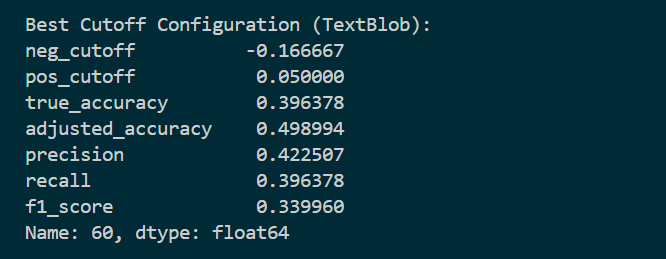 Best Cutoff Configuration (TextBlob):
neg_cutoff          -0.166667
pos_cutoff           0.050000
true_accuracy        0.396378
adjusted_accuracy    0.498994
precision            0.422507
recall               0.396378
f1_score             0.339960
Name: 60, dtype: float64